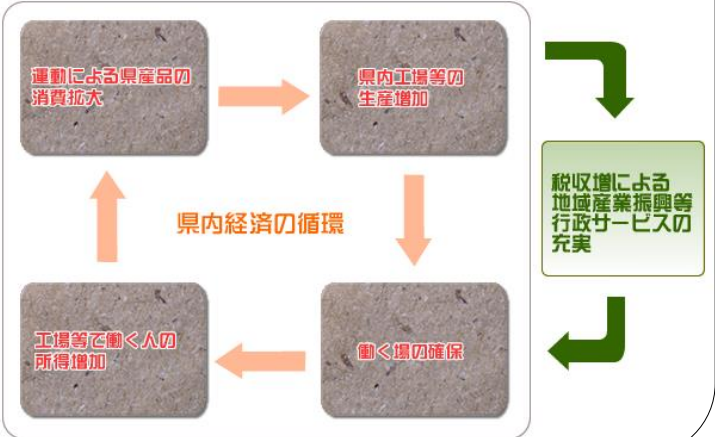 運動による県産品の
消費拡大
県内工場等の
生産増加
税収増による
地域産業振興等
行政サービスの
充実
県内経済の循環
工場等で働く人の
所得増加
働く場の確保